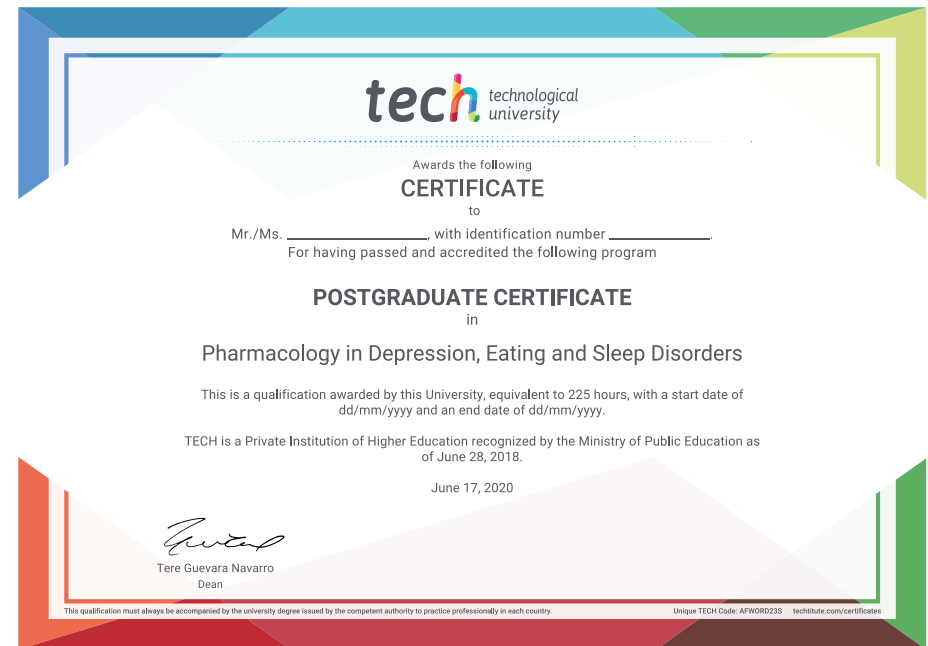 tech technological
university
Awards the following
CERTIFICATE
to
Mr./Ms. ____________________, with identification number ______________.
For having passed and accredited the following program
POSTGRADUATE CERTIFICATE
in
Pharmacology in Depression, Eating and Sleep Disorders
This is a qualification awarded by this University, equivalent to 225 hours, with a start date of
dd/mm/yyyy and an end date of dd/mm/yyyy.
TECH is a Private Institution of Higher Education recognized by the Ministry of Public Education as
of June 28, 2018.
June 17, 2020
Tere Guevara Navarro
Dean
This qualification must always be accompanied by the university degree issued by the competent authority to practice professionally in each country.
Unique TECH Code: AFWORD23S techtitute.com/certificates